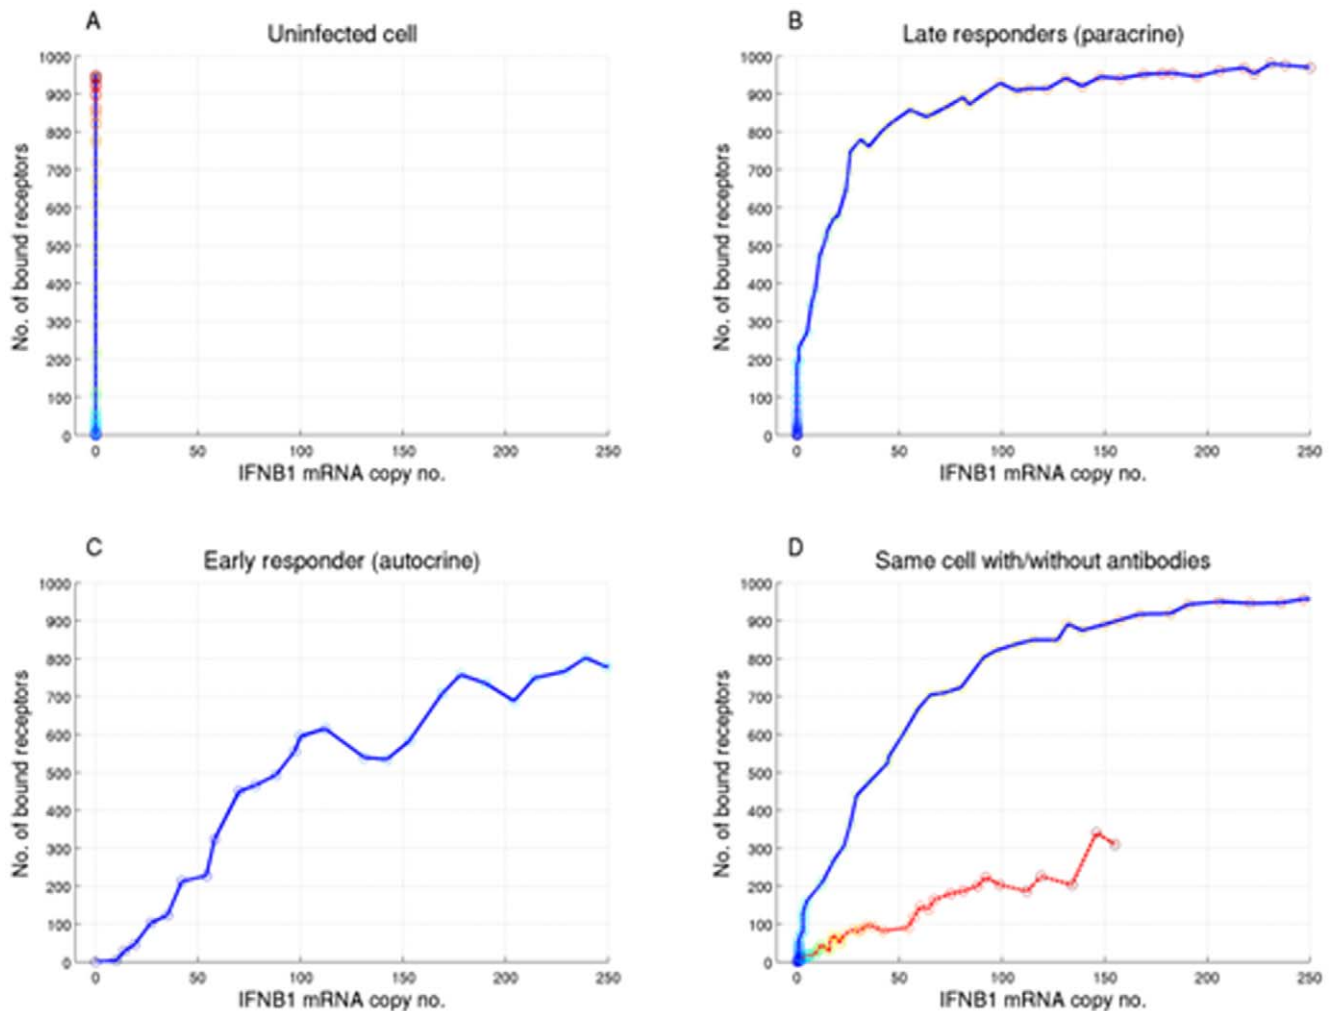 A
Uninfected cell
1000
900
800
700
600
500
400
300
200
100
0
No. of bound receptors
0 50 100 150 200 250
IFNB1 mRNA copy no.
B
Late responders (paracrine)
1000
900
800
700
600
500
400
300
200
100
0
No. of bound receptors
0 50 100 150 200 250
IFNB1 mRNA copy no.
C
Early responder (autocrine)
1000
900
800
700
600
500
400
300
200
100
0
No. of bound receptors
0 50 100 150 200 250
IFNB1 mRNA copy no.
D
Same cell with/without antibodies
1000
900
800
700
600
500
400
300
200
100
0
No. of bound receptors
0 50 100 150 200 250
IFNB1 mRNA copy no.